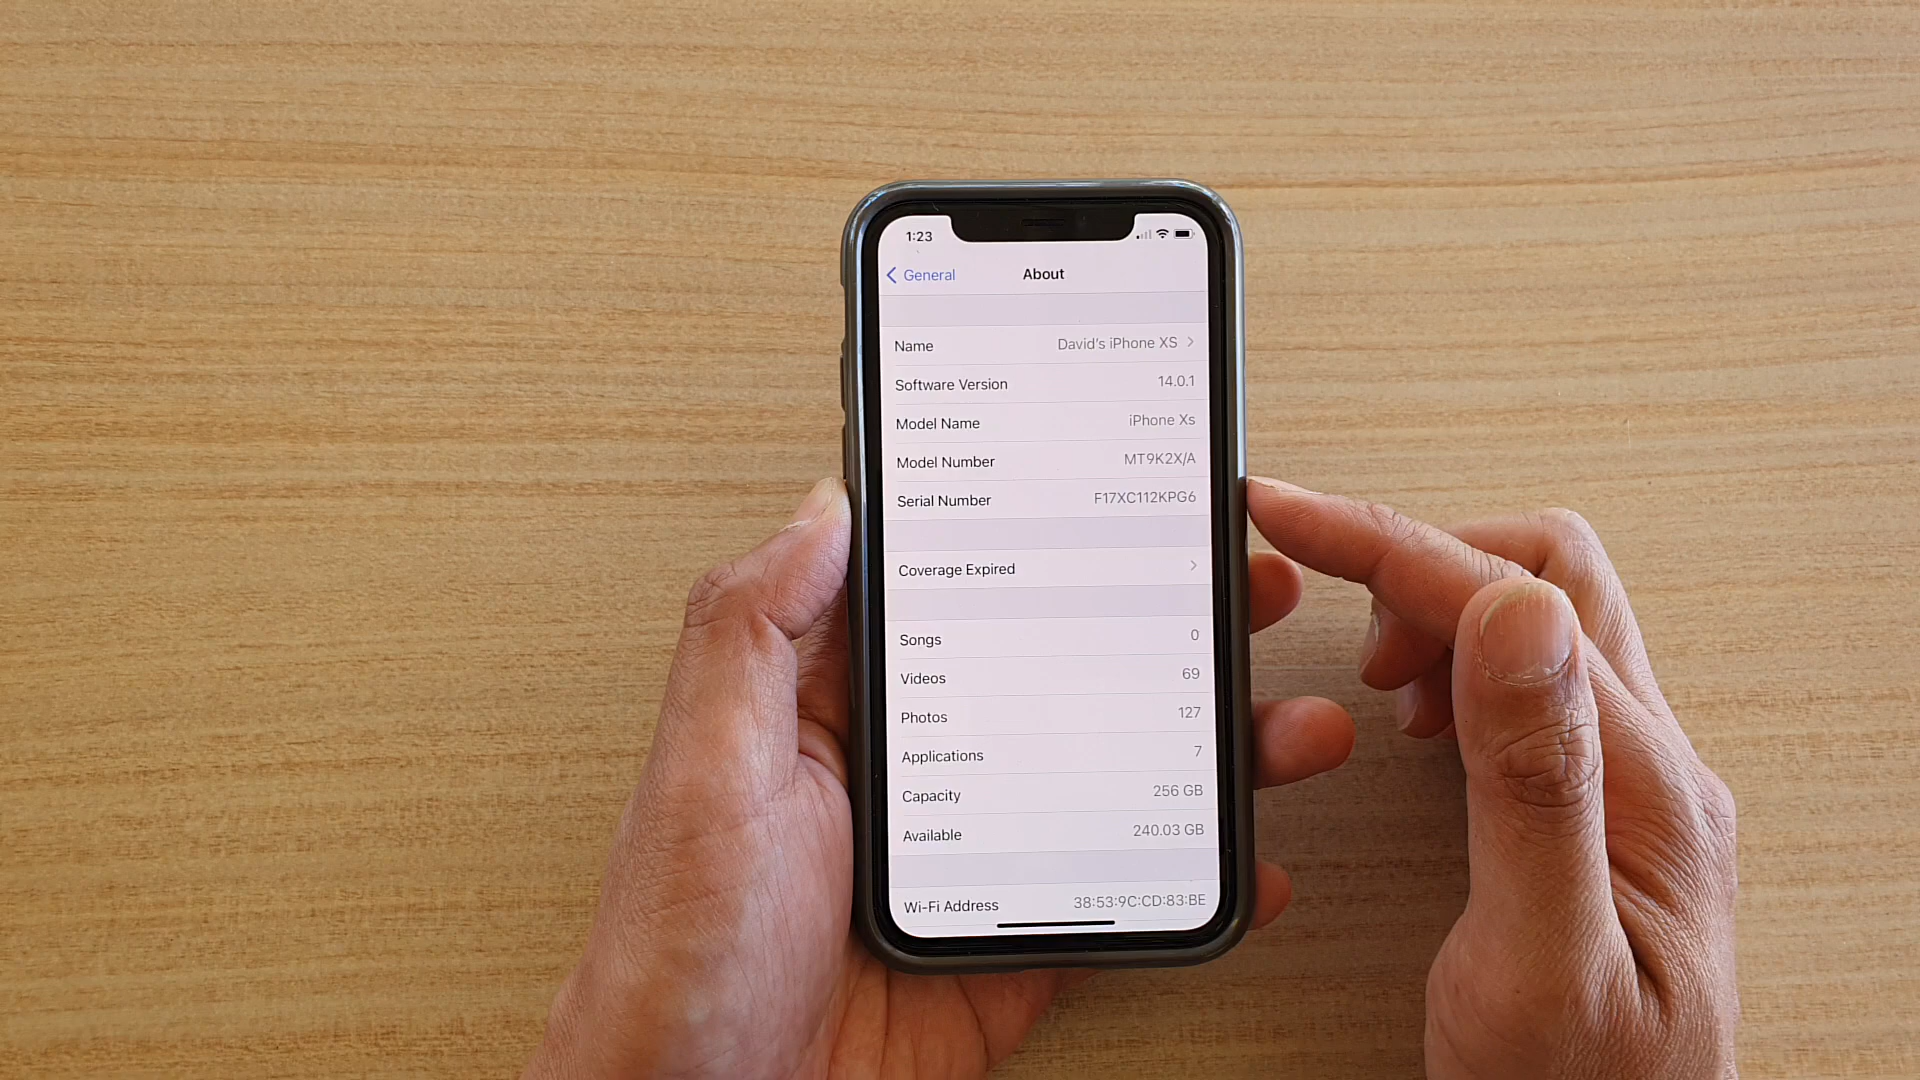 1:23
General
About
Name David's iPhone XS
Software Version 14.0.1
Model Name iPhone Xs
Model Number MT9K2X/A
Serial Number F17XC112KPG6
Coverage Expired
Songs 0
Videos 69
Photos 127
Applications 7
Capacity 256 GB
Available 240.03 GB
Wi-Fi Address 38:53:9C:CD:83:BE